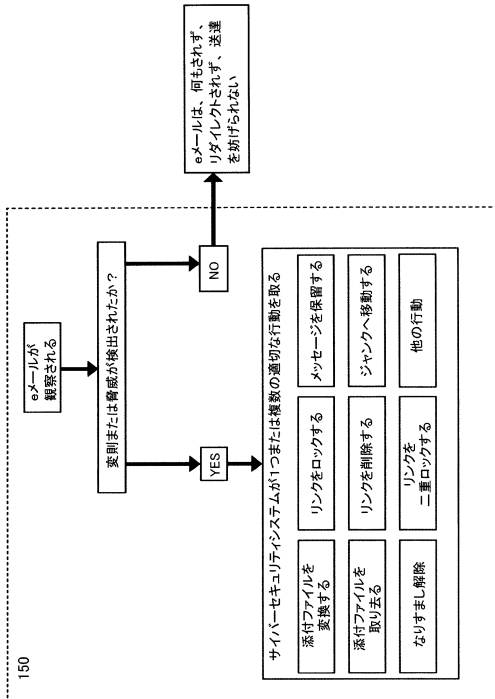 150
eメールが
観察される
変則または脅威が検出されたか？
YES
NO
eメールは、何もされず、
リダイレクトされず、送達
を妨げられない
サイバーセキュリティシステムが1つまたは複数の適切な行動を取る
添付ファイルを
変換する
リンクをロックする
メッセージを保留する
添付ファイルを
取り去る
リンクを削除する
ジャンクへ移動する
なりすまし解除
リンクを
二重ロックする
他の行動